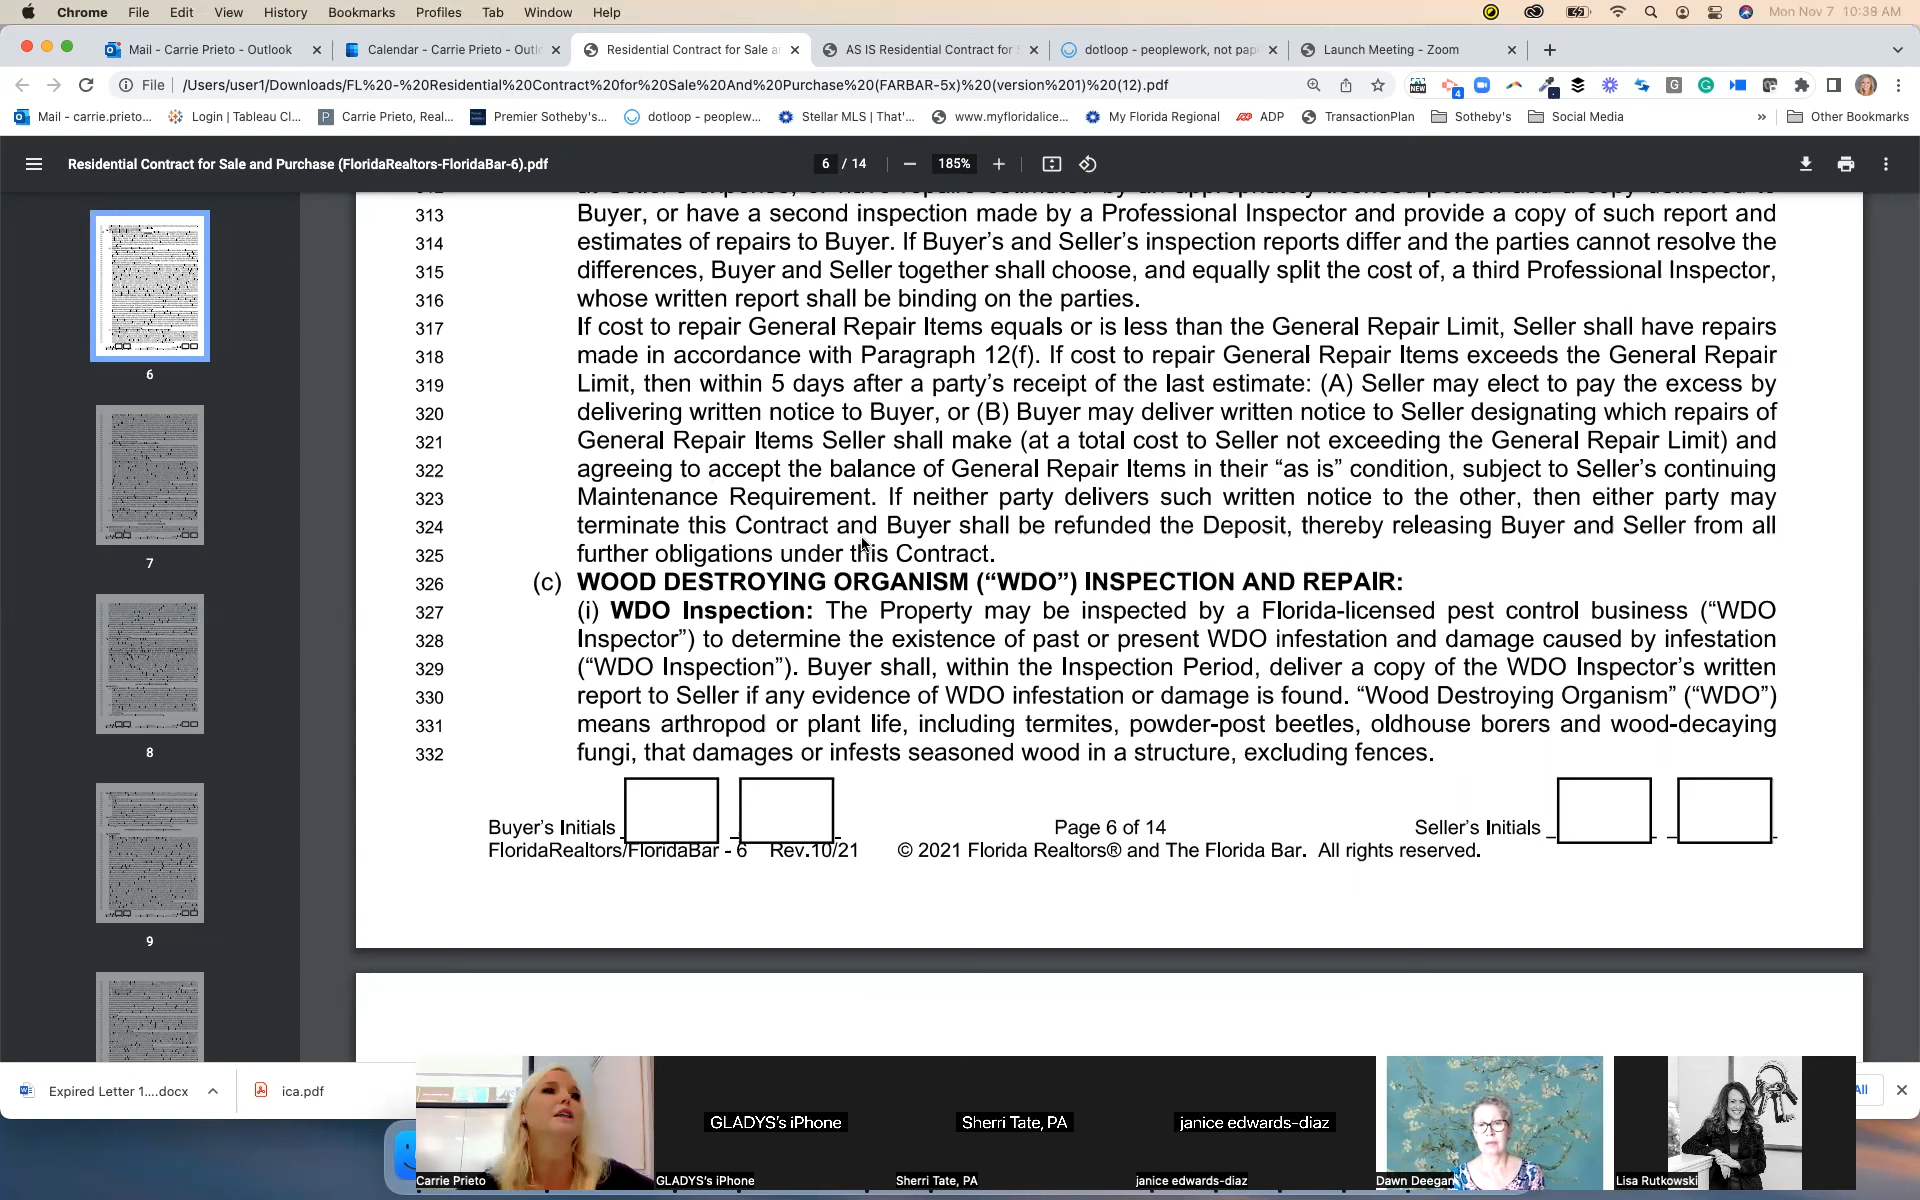 Chrome File Edit View History Bookmarks Profiles Tab Window Help Mon Nov 7 10:38 AM
Mail - Carrie Prieto - Outlook Calendar - Carrie Prieto - Outl Residential Contract for Sale a AS IS Residential Contract for S dotloop - peoplework, not pap Launch Meeting - Zoom
File /Users/user1/Downloads/FL%20-%20Residential%20Contract%20for%20Sale%20And%20Purchase%20(FARBAR-5x)%20(version%201)%20(12).pdf
Mail - carrie.prieto... Login | Tableau Cl... Carrie Prieto, Real... Premier Sotheby's... dotloop - peoplew... Stellar MLS | That'... www.myfloridalice... My Florida Regional ADP TransactionPlan Sotheby's Social Media » Other Bookmarks
Residential Contract for Sale and Purchase (FloridaRealtors-FloridaBar-6).pdf 6 / 14 185%
313 Buyer, or have a second inspection made by a Professional Inspector and provide a copy of such report and
314 estimates of repairs to Buyer. If Buyer's and Seller's inspection reports differ and the parties cannot resolve the
315 differences, Buyer and Seller together shall choose, and equally split the cost of, a third Professional Inspector,
316 whose written report shall be binding on the parties.
317 If cost to repair General Repair Items equals or is less than the General Repair Limit, Seller shall have repairs
318 made in accordance with Paragraph 12(f). If cost to repair General Repair Items exceeds the General Repair
319 Limit, then within 5 days after a party's receipt of the last estimate: (A) Seller may elect to pay the excess by
320 delivering written notice to Buyer, or (B) Buyer may deliver written notice to Seller designating which repairs of
321 General Repair Items Seller shall make (at a total cost to Seller not exceeding the General Repair Limit) and
322 agreeing to accept the balance of General Repair Items in their “as is” condition, subject to Seller's continuing
323 Maintenance Requirement. If neither party delivers such written notice to the other, then either party may
324 terminate this Contract and Buyer shall be refunded the Deposit, thereby releasing Buyer and Seller from all
325 further obligations under this Contract.
326 (c) WOOD DESTROYING ORGANISM (“WDO”) INSPECTION AND REPAIR:
327 (i) WDO Inspection: The Property may be inspected by a Florida-licensed pest control business (“WDO
328 Inspector”) to determine the existence of past or present WDO infestation and damage caused by infestation
329 (“WDO Inspection”). Buyer shall, within the Inspection Period, deliver a copy of the WDO Inspector's written
330 report to Seller if any evidence of WDO infestation or damage is found. “Wood Destroying Organism” (“WDO”)
331 means arthropod or plant life, including termites, powder-post beetles, oldhouse borers and wood-decaying
332 fungi, that damages or infests seasoned wood in a structure, excluding fences.
Buyer's Initials Page 6 of 14 Seller's Initials
FloridaRealtors/FloridaBar - 6 Rev.10/21 © 2021 Florida Realtors® and The Florida Bar. All rights reserved.
6
7
8
9
Expired Letter 1....docx ica.pdf All
GLADYS's iPhone Sherri Tate, PA janice edwards-diaz
Carrie Prieto GLADYS's iPhone Sherri Tate, PA janice edwards-diaz Dawn Deegan Lisa Rutkowski